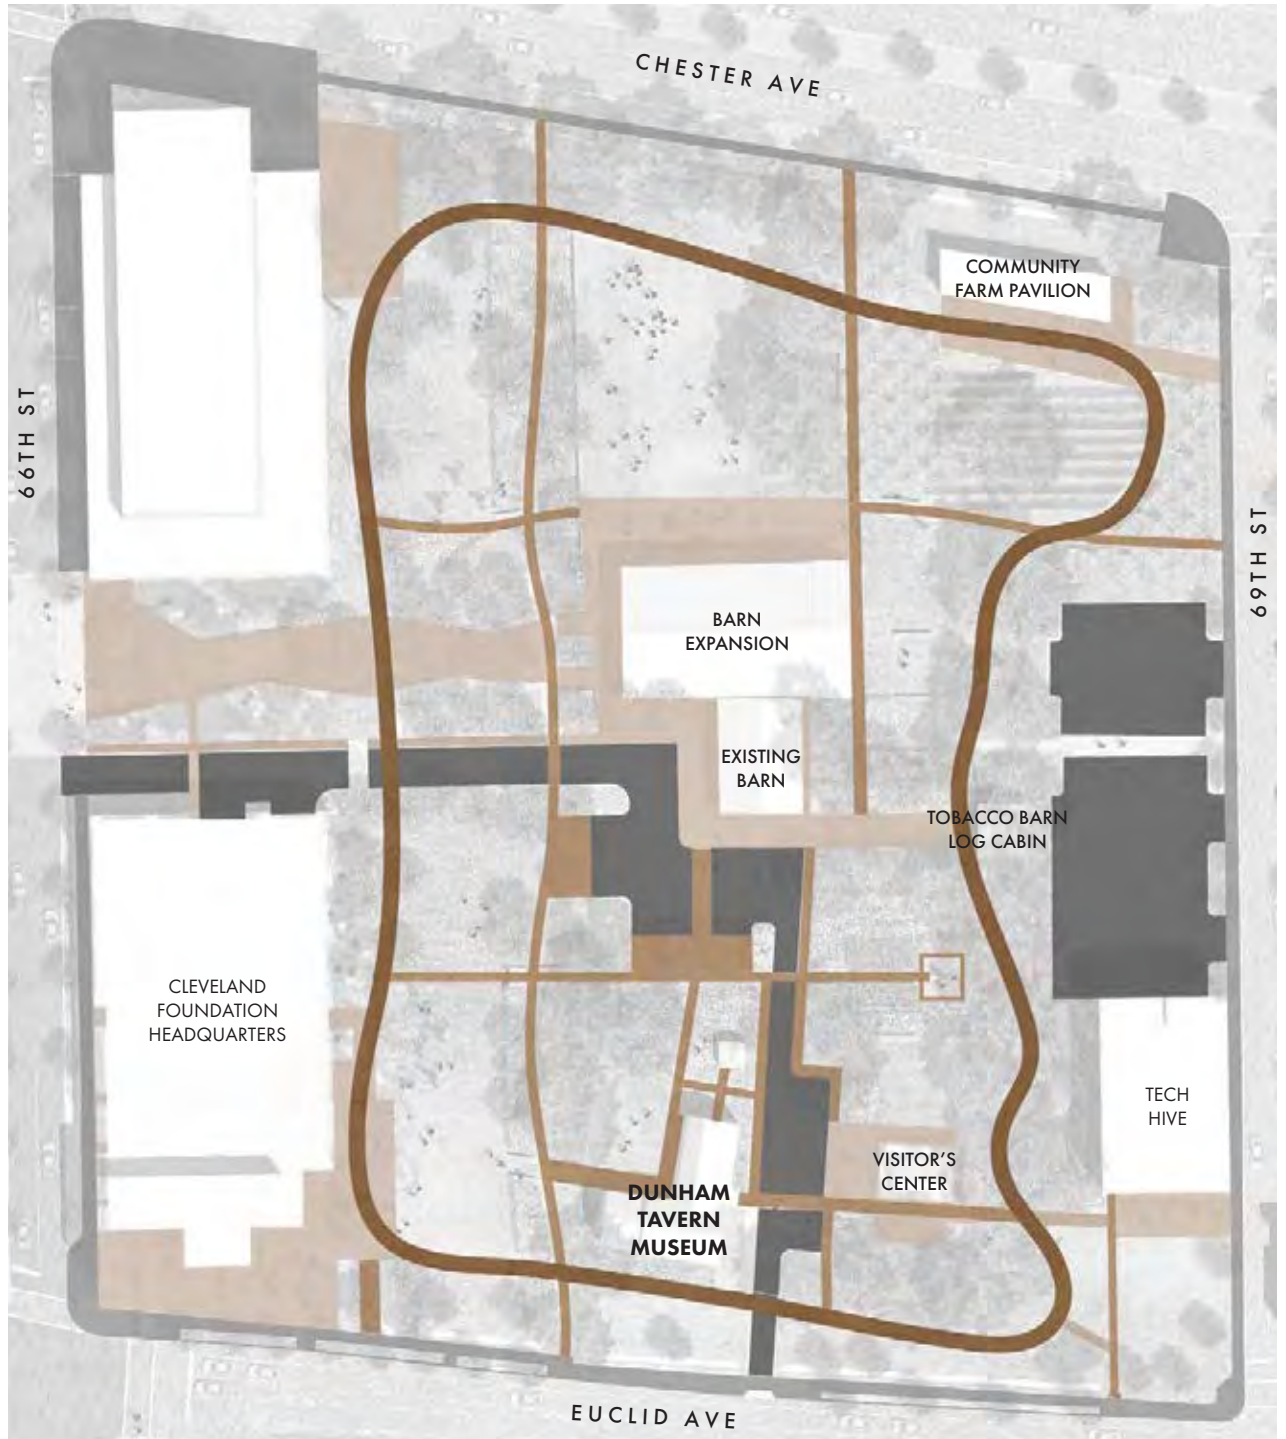 CHESTER AVE
COMMUNITY
FARM PAVILION
66TH ST
69TH ST
BARN
EXPANSION
EXISTING
BARN
TOBACCO BARN
LOG CABIN
CLEVELAND
FOUNDATION
HEADQUARTERS
TECH
HIVE
VISITOR'S
CENTER
DUNHAM
TAVERN
MUSEUM
EUCLID AVE